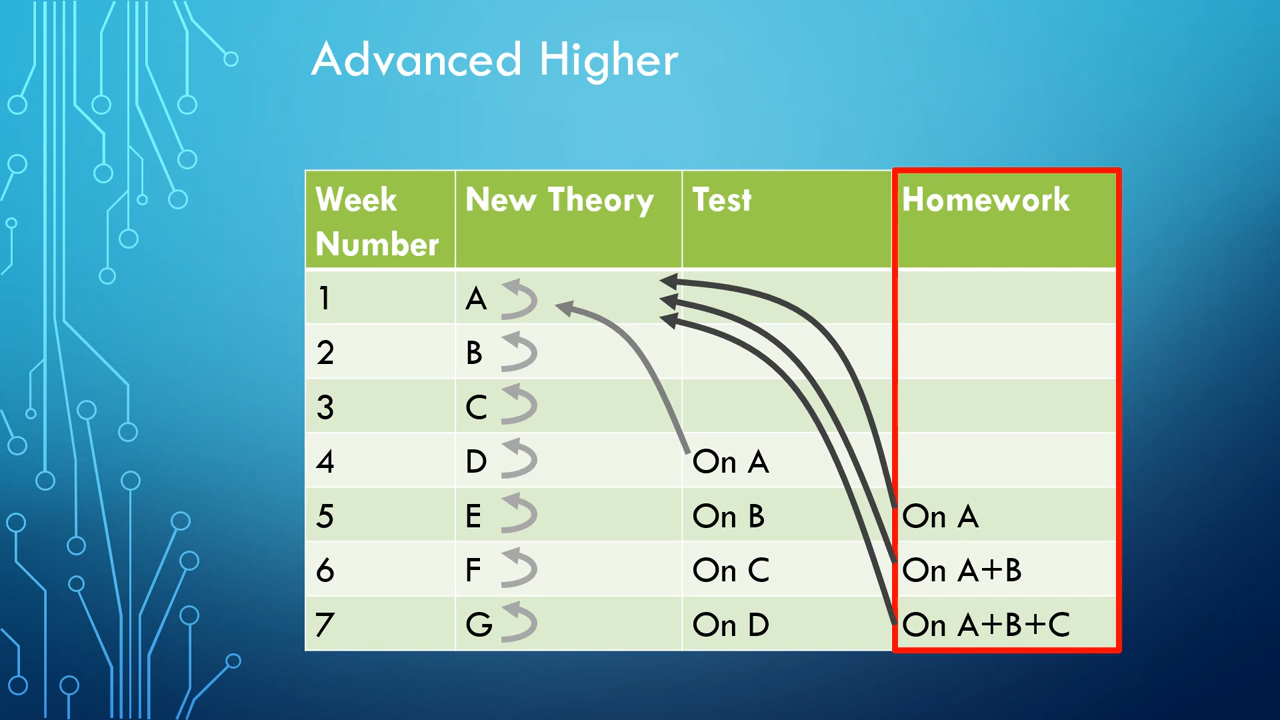 Advanced Higher
Week New Theory Test Homework
Number
1 A
2 B
3 C
4 D On A
5 E On B On A
6 F On C On A+B
7 G On D On A+B+C